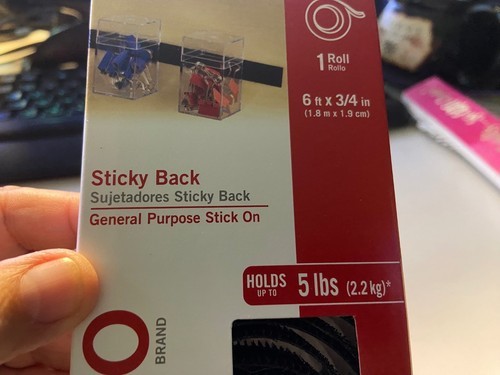 1 Roll
Rollo
6 ft x 3/4 in
(1.8 m x 1.9 cm)
Sticky Back
Sujetadores Sticky Back
General Purpose Stick On
HOLDS
UP TO
5 lbs (2.2 kg)*
O
BRAND